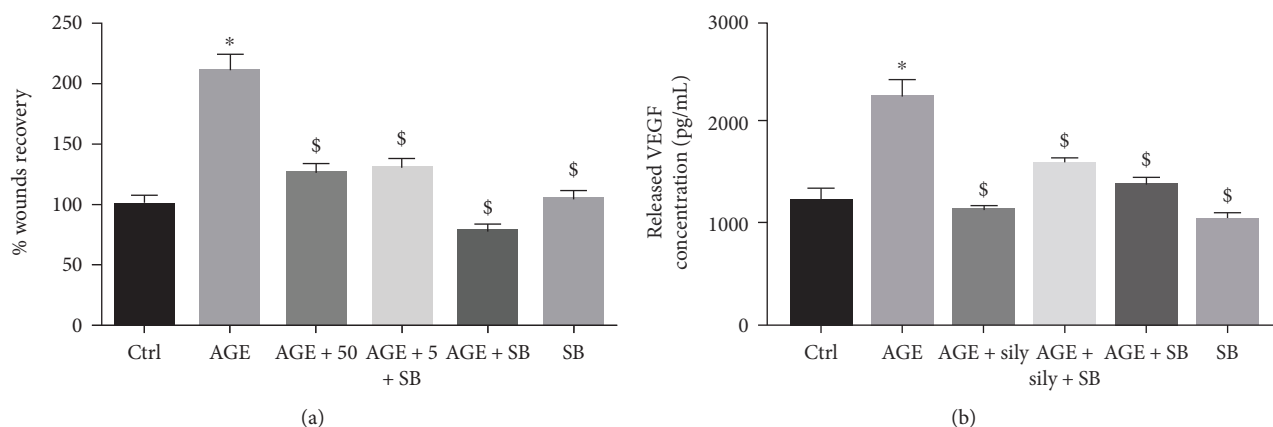 250
200
150
100
50
0
% wounds recovery
*
$
$
$
$
Ctrl
AGE
AGE + 50
AGE + 5
+ SB
AGE + SB
SB
(a)
3000
2000
1000
0
Released VEGF
concentration (pg/mL)
*
$
$
$
$
Ctrl
AGE
AGE + sily
AGE +
sily + SB
AGE + SB
SB
(b)